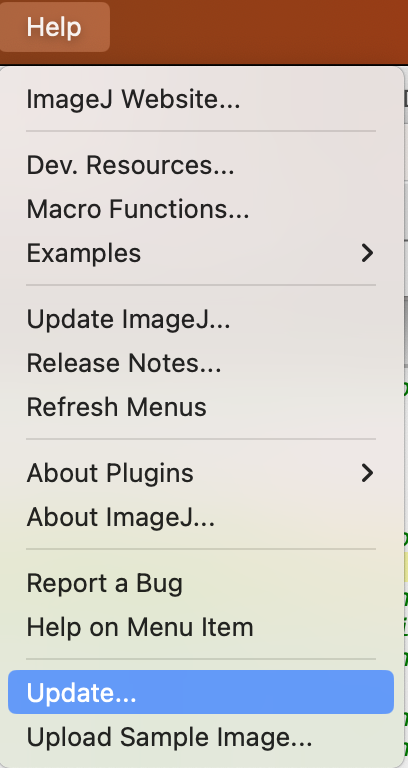 Help
ImageJ Website...
Dev. Resources...
Macro Functions...
Examples
Update ImageJ...
Release Notes...
Refresh Menus
About Plugins
About ImageJ...
Report a Bug
Help on Menu Item
Update...
Upload Sample Image...